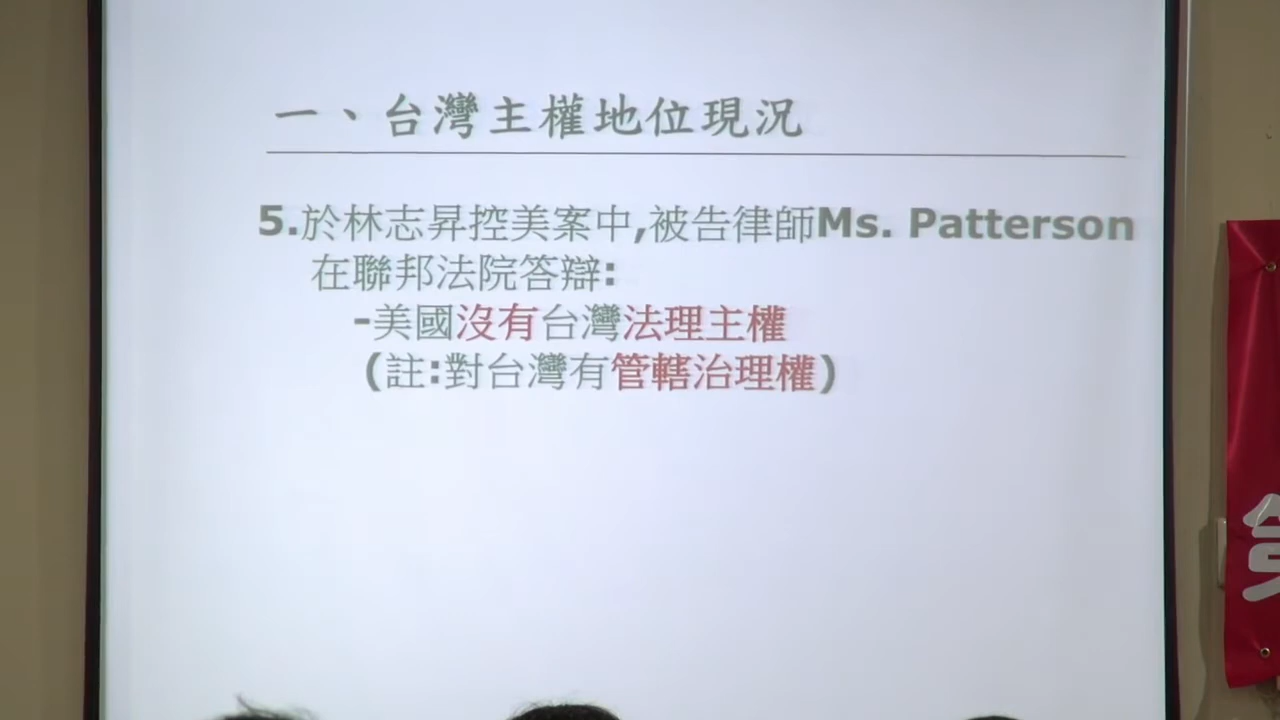 一、台灣主權地位現況
5.於林志昇控美案中,被告律師Ms. Patterson
在聯邦法院答辯:
-美國沒有台灣法理主權
(註:對台灣有管轄治理權)